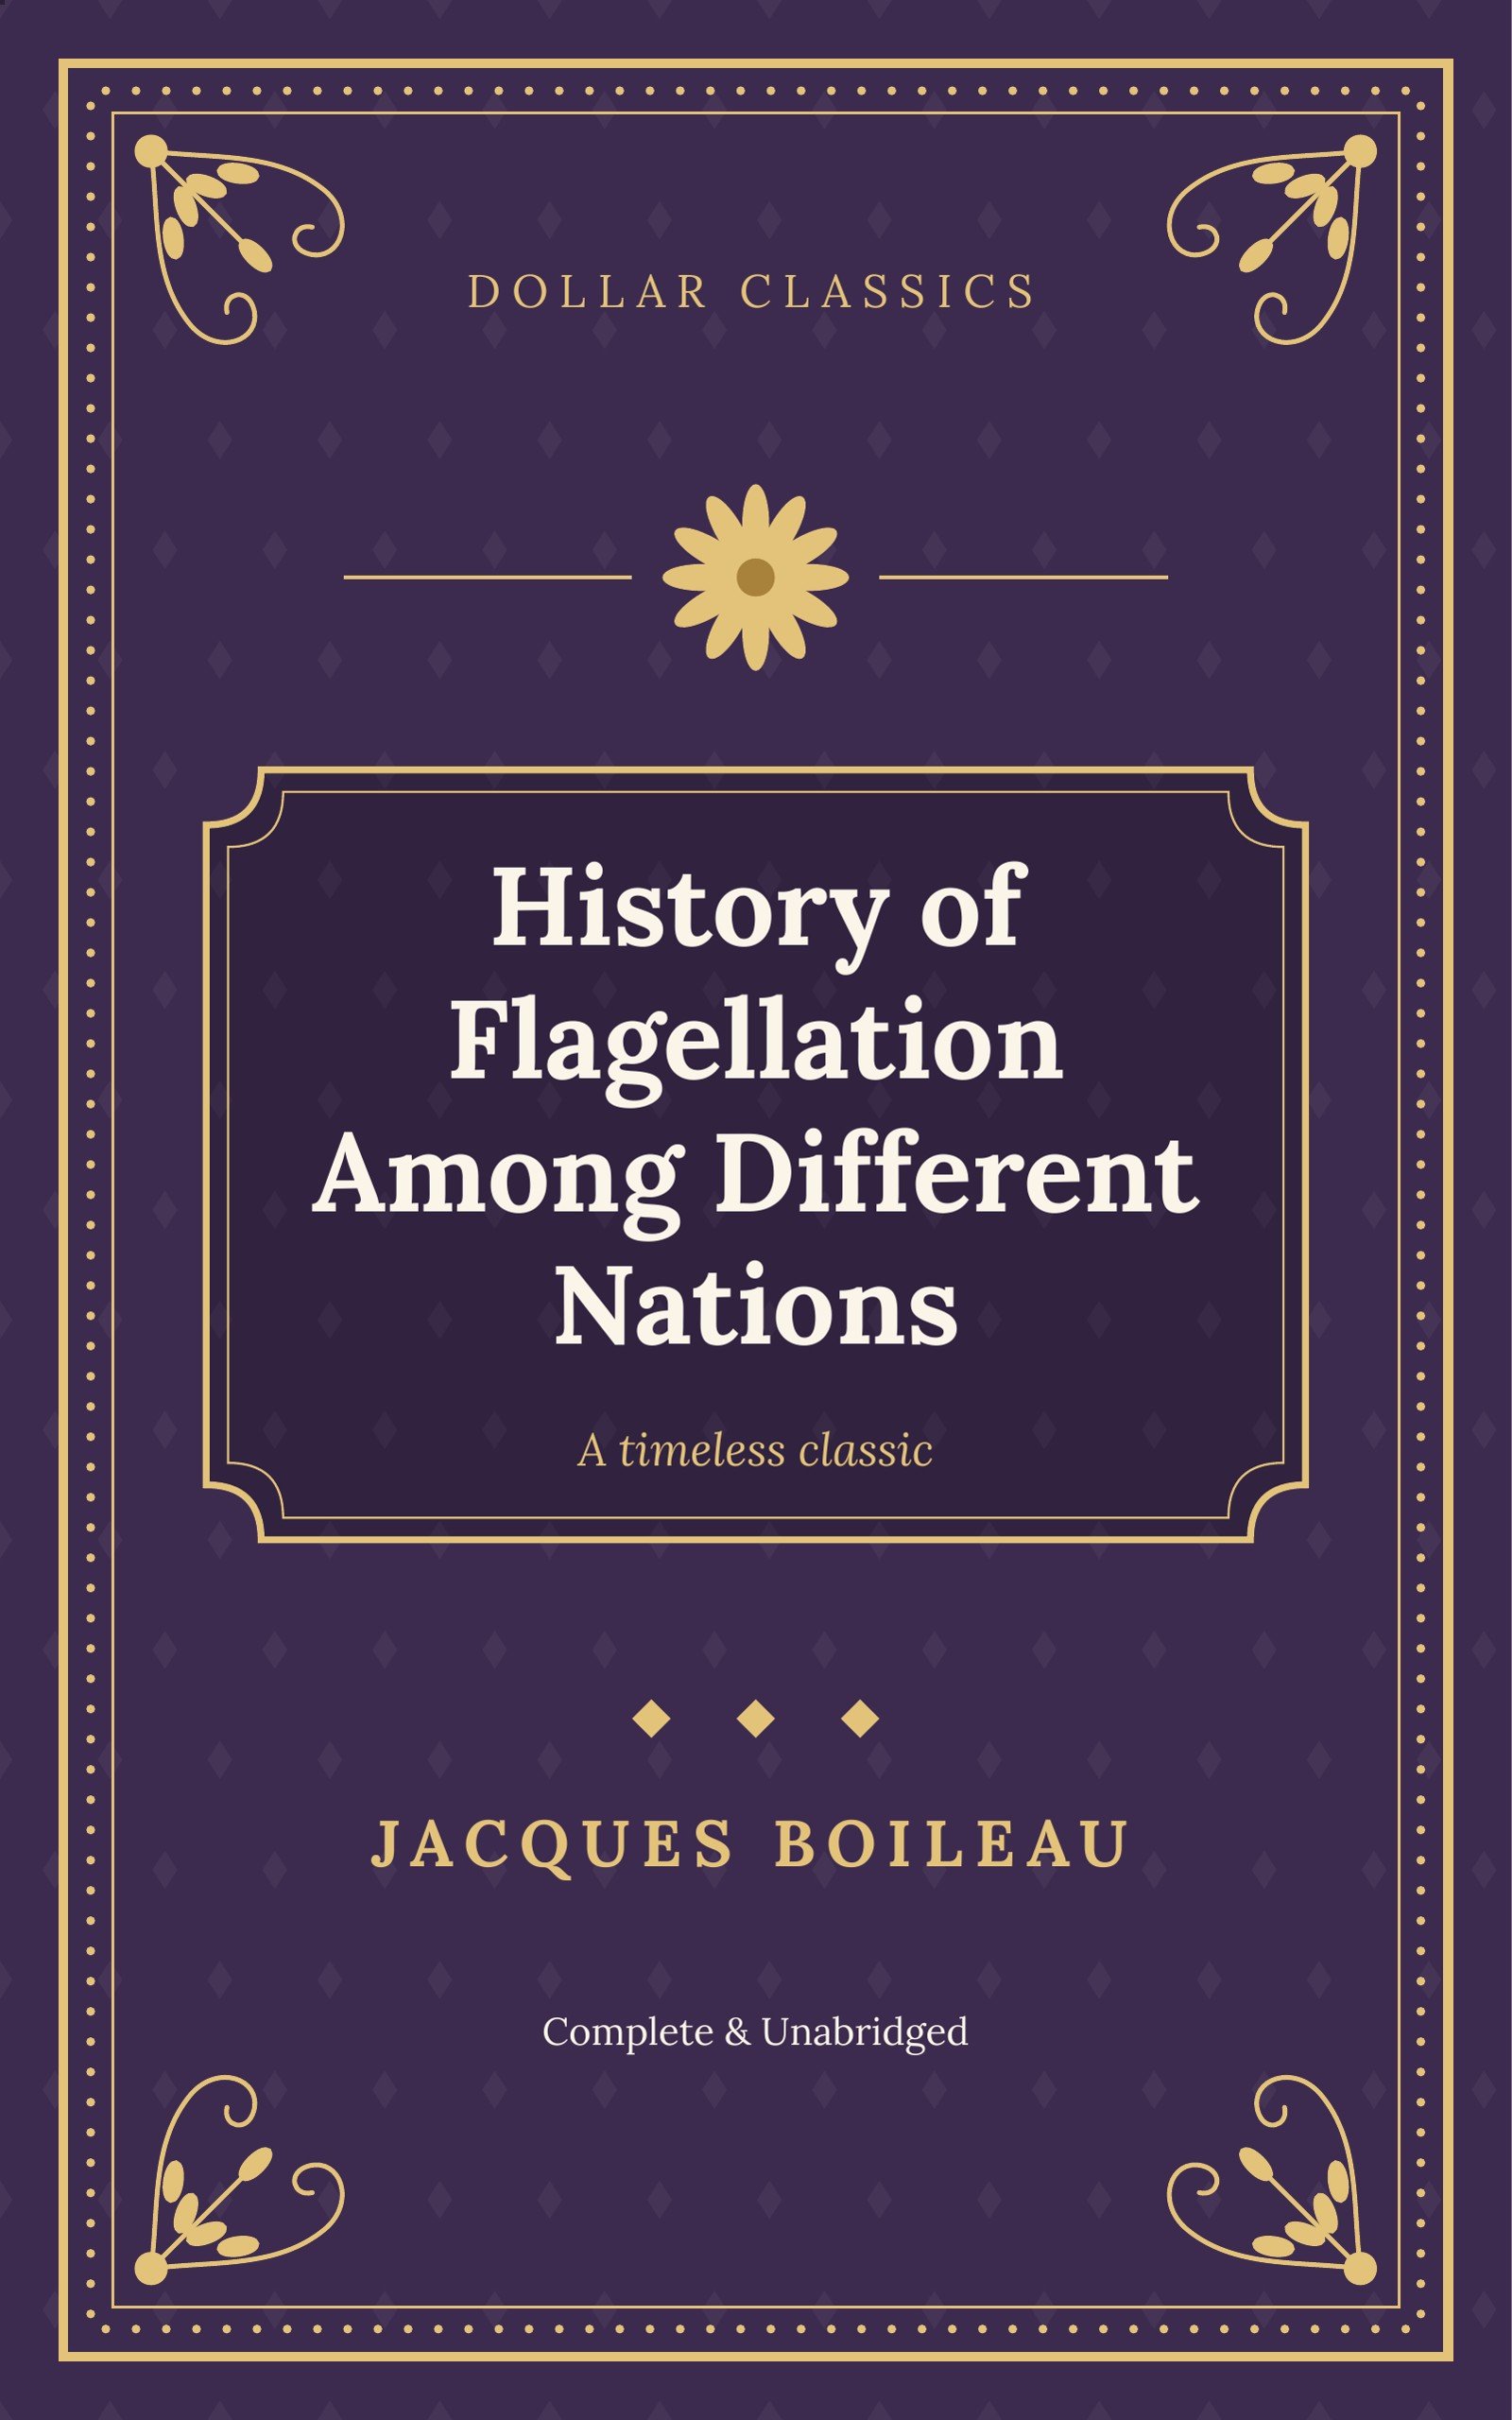 DOLLAR CLASSICS
History of
Flagellation
Among Different
Nations
A timeless classic
JACQUES BOILEAU
Complete & Unabridged